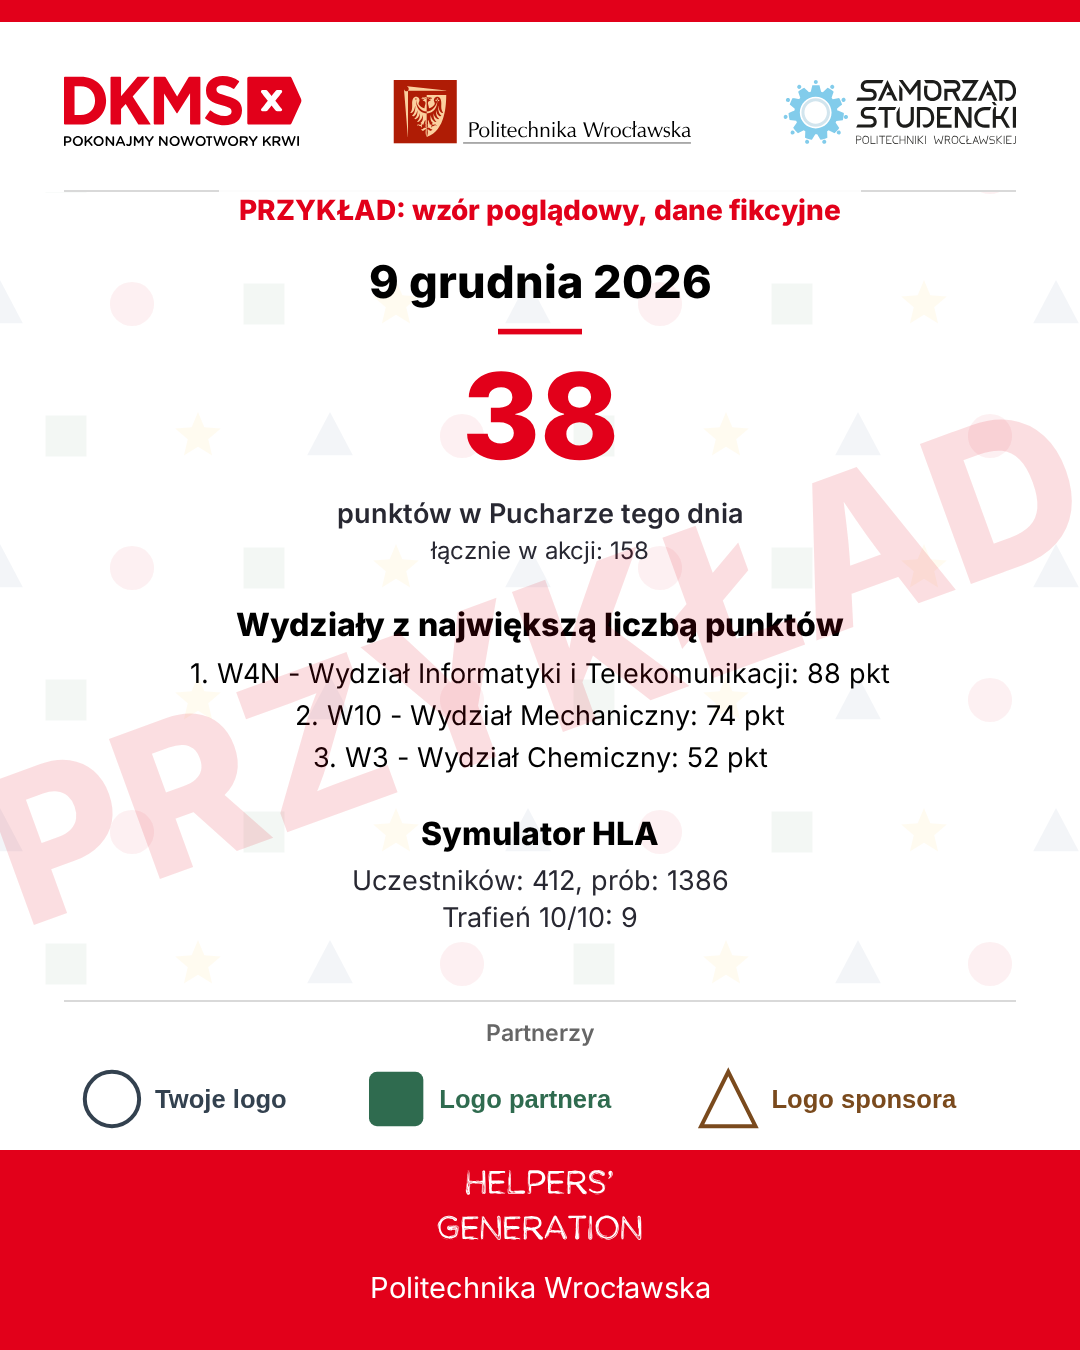 DKMS
POKONAJMY NOWOTWORY KRWI
Politechnika Wrocławska
SAMORZĄD
STUDENCKI
POLITECHNIKI WROCŁAWSKIEJ
PRZYKŁAD: wzór poglądowy, dane fikcyjne
9 grudnia 2026
38
punktów w Pucharze tego dnia
łącznie w akcji: 158
PRZYKŁAD
Wydziały z największą liczbą punktów
1. W4N - Wydział Informatyki i Telekomunikacji: 88 pkt
2. W10 - Wydział Mechaniczny: 74 pkt
3. W3 - Wydział Chemiczny: 52 pkt
Symulator HLA
Uczestników: 412, prób: 1386
Trafień 10/10: 9
Partnerzy
Twoje logo
Logo partnera
Logo sponsora
HELPERS'
GENERATION
Politechnika Wrocławska